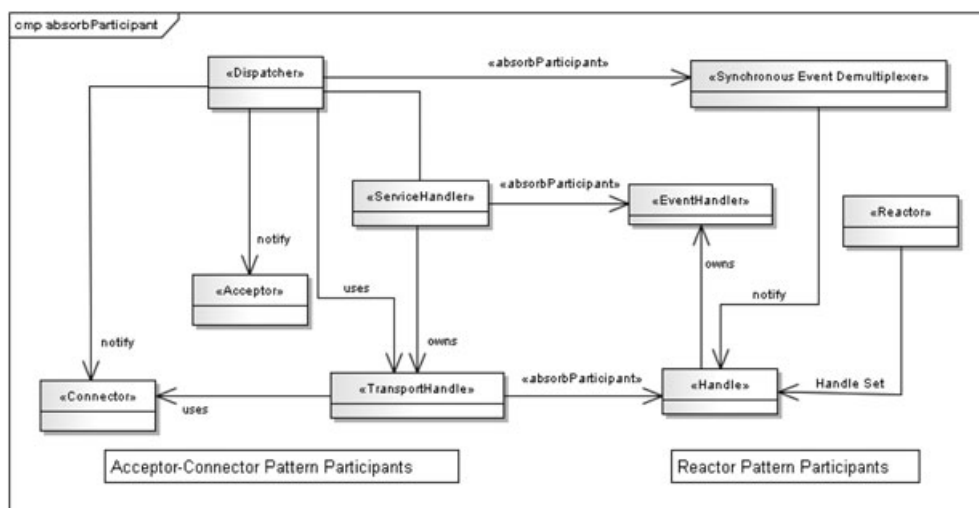 cmp absorbParticipant
«Dispatcher»
«absorbParticipant»
«Synchronous Event Demultiplexer»
«ServiceHandler»
«absorbParticipant»
«EventHandler»
«Reactor»
notify
owns
«Acceptor»
uses
notify
owns
notify
«Connector»
uses
«TransportHandle»
«absorbParticipant»
«Handle»
Handle Set
Acceptor-Connector Pattern Participants
Reactor Pattern Participants